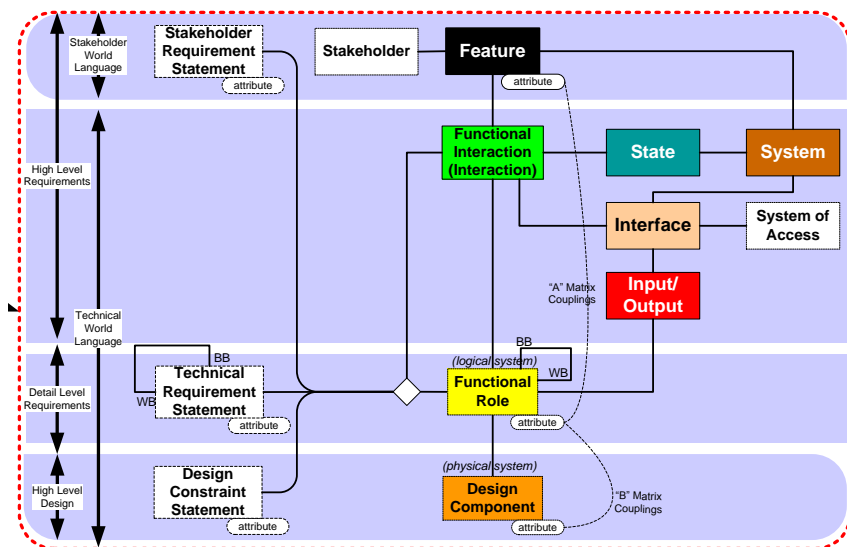 Stakeholder
World
Language
Stakeholder
Requirement
Statement
attribute
Stakeholder
Feature
attribute
High Level
Requirements
Functional
Interaction
(Interaction)
State
System
Interface
System of
Access
Input/
Output
"A" Matrix
Couplings
Technical
World
Language
Detail Level
Requirements
BB
WB
Technical
Requirement
Statement
attribute
(logical system)
BB
WB
Functional
Role
attribute
High Level
Design
Design
Constraint
Statement
attribute
(physical system)
Design
Component
attribute
"B" Matrix
Couplings